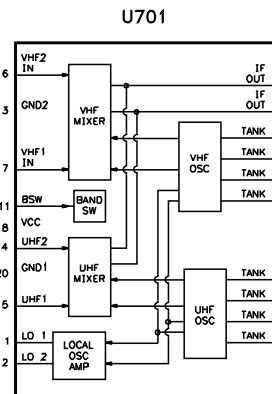 U701
VHF2
6 IN
IF
OUT
IF
OUT
3 GND2
VHF
MIXER
VHF1
7 IN
VHF
OSC
TANK
TANK
TANK
TANK
11 BSW
BAND
SW
8 VCC
4 UHF2
20 GND1
UHF
MIXER
5 UHF1
UHF
OSC
TANK
TANK
TANK
TANK
1 LO 1
2 LO 2
LOCAL
OSC
AMP